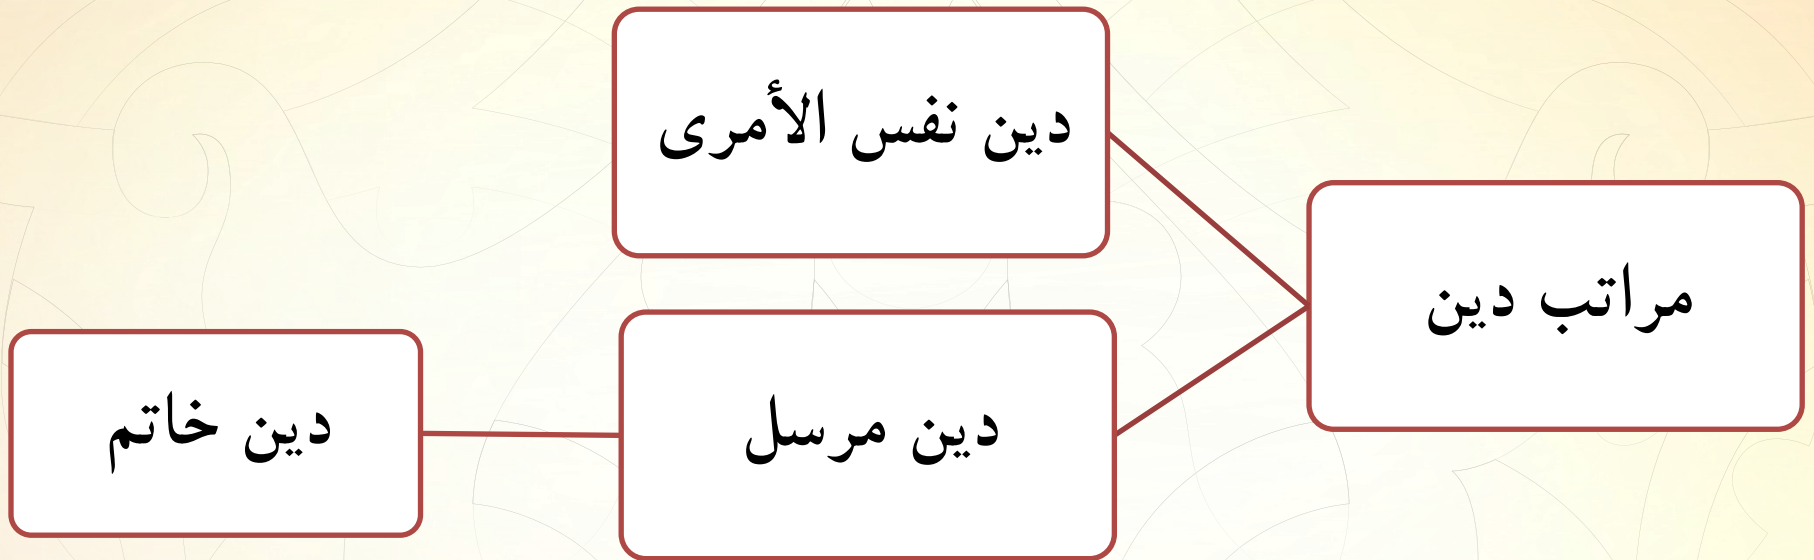 مراتب دین
دین نفس الأمری
دین مرسل
دین خاتم